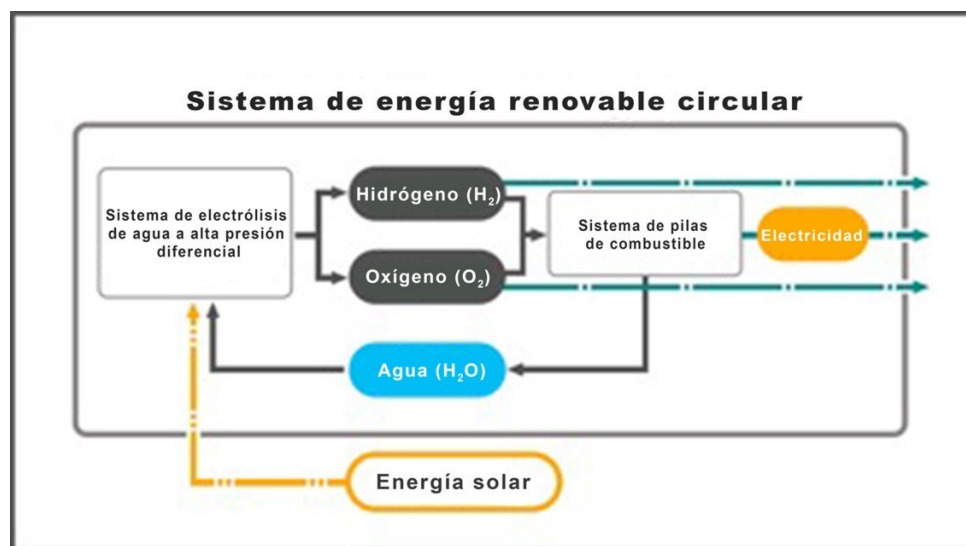 Sistema de energía renovable circular
Sistema de electrólisis
de agua a alta presión
diferencial
Hidrógeno (H₂)
Oxígeno (O₂)
Sistema de pilas
de combustible
Electricidad
Agua (H₂O)
Energía solar